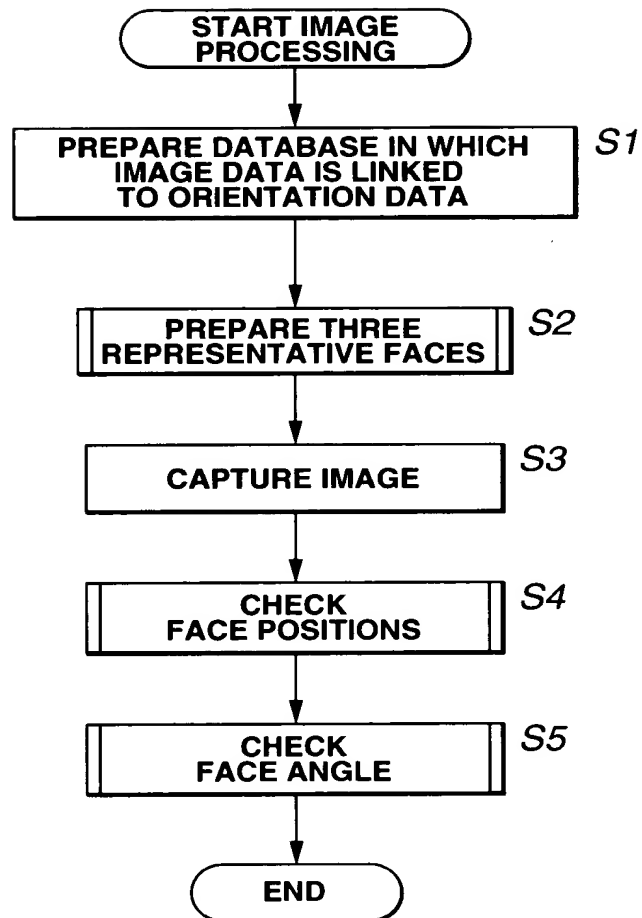 START IMAGE
PROCESSING
PREPARE DATABASE IN WHICH
IMAGE DATA IS LINKED
TO ORIENTATION DATA
S1
PREPARE THREE
REPRESENTATIVE FACES
S2
CAPTURE IMAGE
S3
CHECK
FACE POSITIONS
S4
CHECK
FACE ANGLE
S5
END